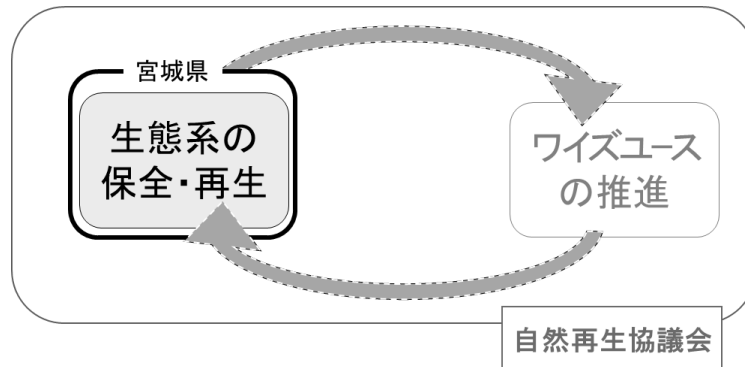 宮城県
生態系の
保全・再生
ワイズユース
の推進
自然再生協議会